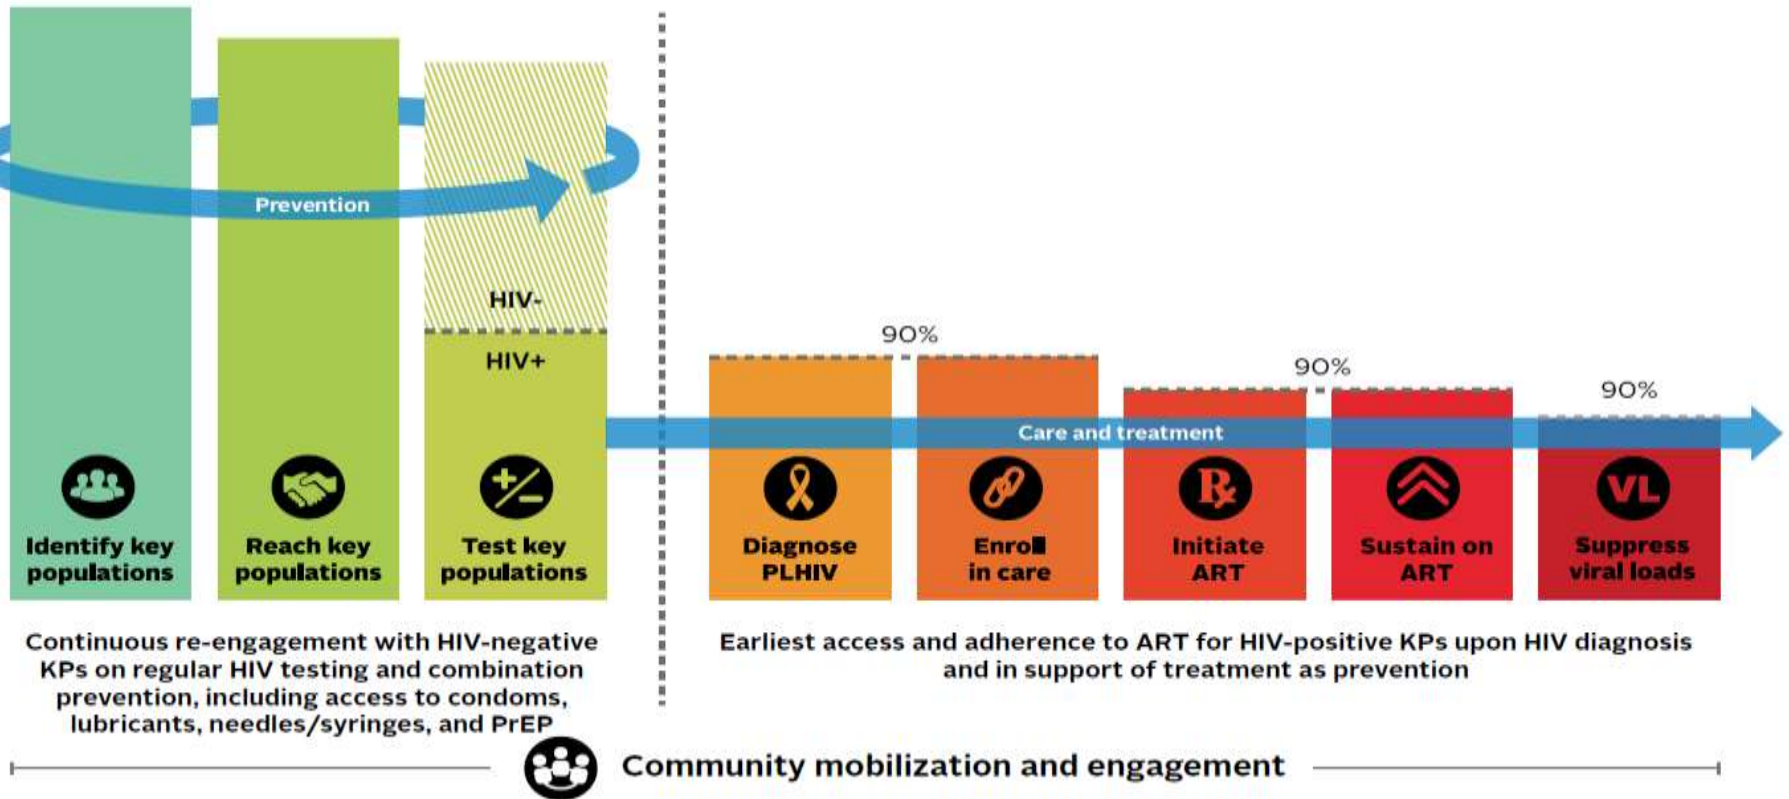 Prevention
HIV-
HIV+
Identify key
populations
Reach key
populations
+/-
Test key
populations
Continuous re-engagement with HIV-negative
KPs on regular HIV testing and combination
prevention, including access to condoms,
lubricants, needles/syringes, and PrEP
90%
90%
90%
Care and treatment
Diagnose
PLHIV
Enroll
in care
Rx
Initiate
ART
Sustain on
ART
VL
Suppress
viral loads
Earliest access and adherence to ART for HIV-positive KPs upon HIV diagnosis
and in support of treatment as prevention
Community mobilization and engagement